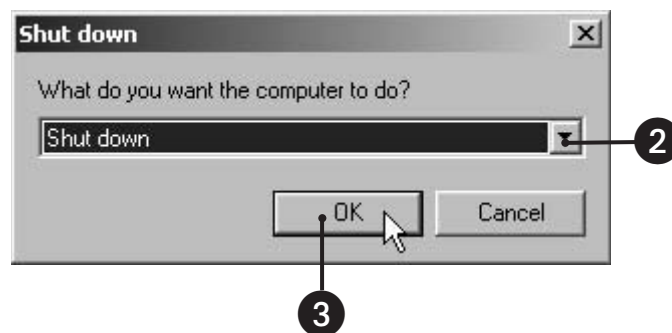 Shut down
What do you want the computer to do?
Shut down
2
OK Cancel
3